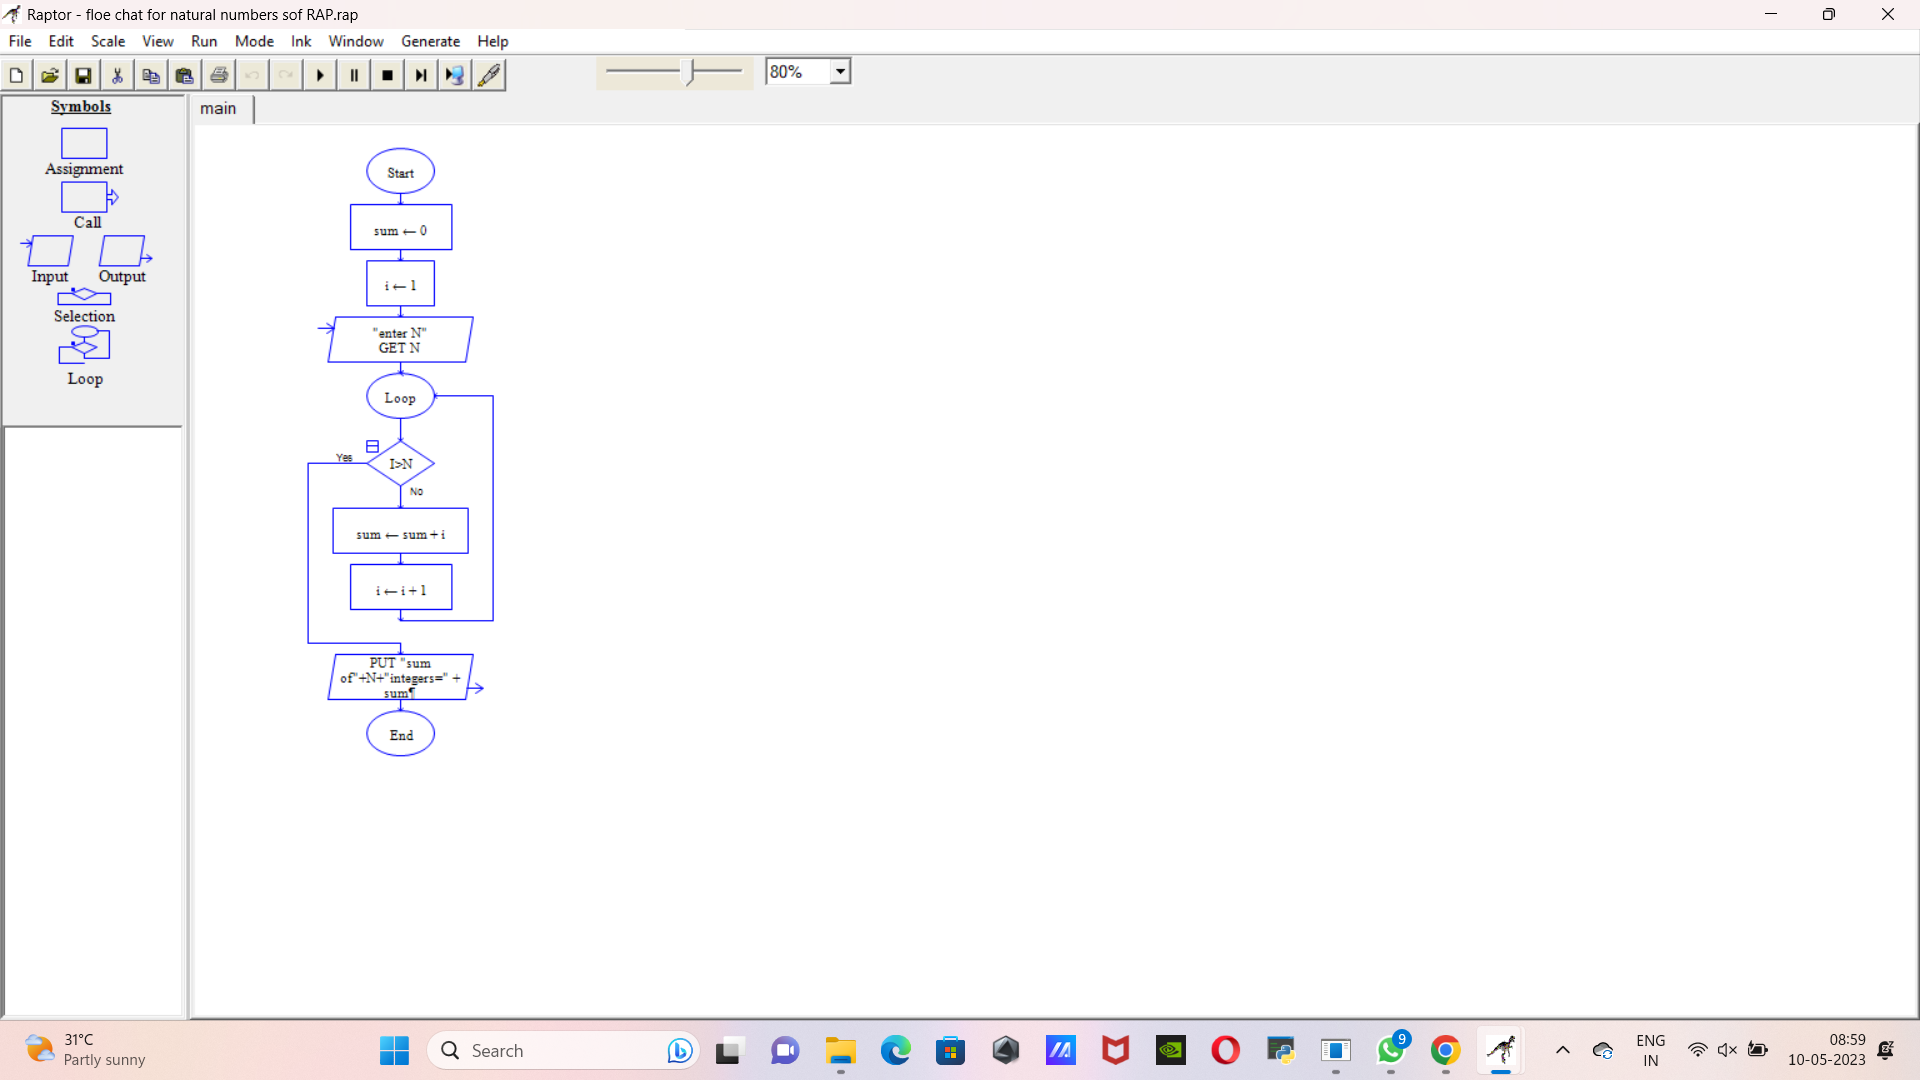 Raptor - floe chat for natural numbers sof RAP.rap
File Edit Scale View Run Mode Ink Window Generate Help
80%
Symbols
Assignment
Call
Input Output
Selection
Loop
main
Start
sum ← 0
i ← 1
"enter N"
GET N
Loop
Yes
I>N
No
sum ← sum + i
i ← i + 1
PUT "sum
of"+N+"integers=" +
sum¶
End
31°C
Partly sunny
Search
9
ENG
IN
08:59
10-05-2023